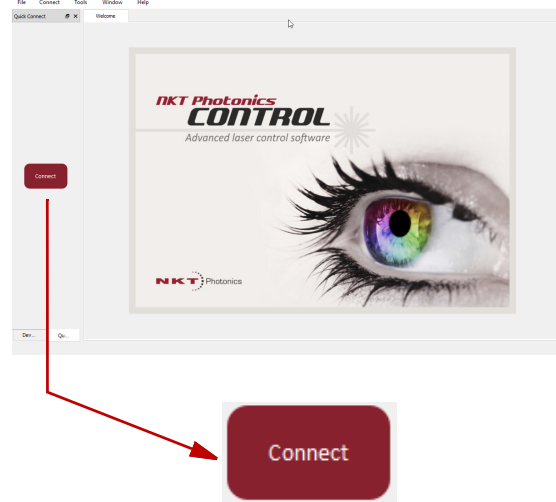 File Connect Tools Window Help
Quick Connect
Welcome
NKT Photonics
CONTROL
Advanced laser control software
Connect
NKT Photonics
Dev... Qu...
Connect